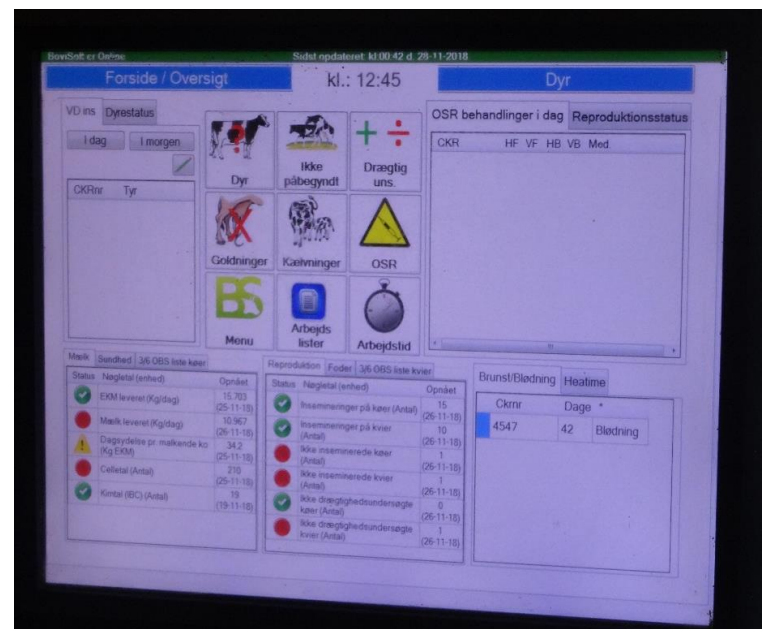 BoviSoft er Online
Sidst opdateret: kl.00:42 d. 28-11-2018
Forside / Oversigt
kl.: 12:45
Dyr
VD ins
Dyrestatus
I dag
I morgen
CKRnr
Tyr
Dyr
Ikke
påbegyndt
Drægtig
uns.
Goldninger
Kælvninger
OSR
BS
Menu
Arbejds
lister
Arbejdstid
OSR behandlinger i dag
Reproduktionsstatus
CKR
HF
VF
HB
VB
Med.
Mælk
Sundhed
3/6 OBS liste køer
Status
Nøgletal (enhed)
Opnået
EKM leveret (Kg/dag)
15.703
(25-11-18)
Mælk leveret (Kg/dag)
10.967
(26-11-18)
Dagsydelse pr. malkende ko
(Kg EKM)
34,2
(25-11-18)
Celletal (Antal)
210
(25-11-18)
Kimtal (IBC) (Antal)
19
(19-11-18)
Reproduktion
Foder
3/6 OBS liste kvier
Status
Nøgletal (enhed)
Opnået
Insemineringer på køer (Antal)
15
(26-11-18)
Insemineringer på kvier
(Antal)
10
(26-11-18)
Ikke inseminerede køer
(Antal)
1
(26-11-18)
Ikke inseminerede kvier
(Antal)
1
(26-11-18)
Ikke drægtighedsundersøgte
køer (Antal)
0
(26-11-18)
Ikke drægtighedsundersøgte
kvier (Antal)
1
(26-11-18)
Brunst/Blødning
Heatime
Ckrnr
Dage
4547
42
Blødning